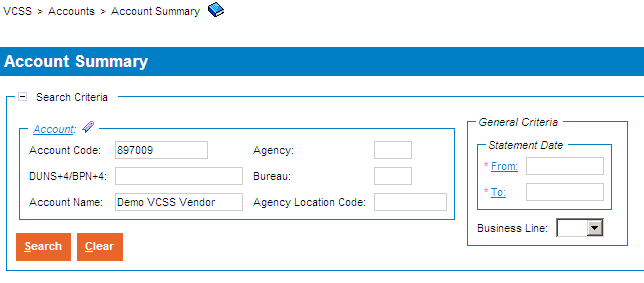 VCSS > Accounts > Account Summary
Account Summary
Search Criteria
Account:
Account Code: 897009 Agency:
DUNS+4/BPN+4: Bureau:
Account Name: Demo VCSS Vendor Agency Location Code:
General Criteria
Statement Date
* From:
* To:
Business Line:
Search Clear